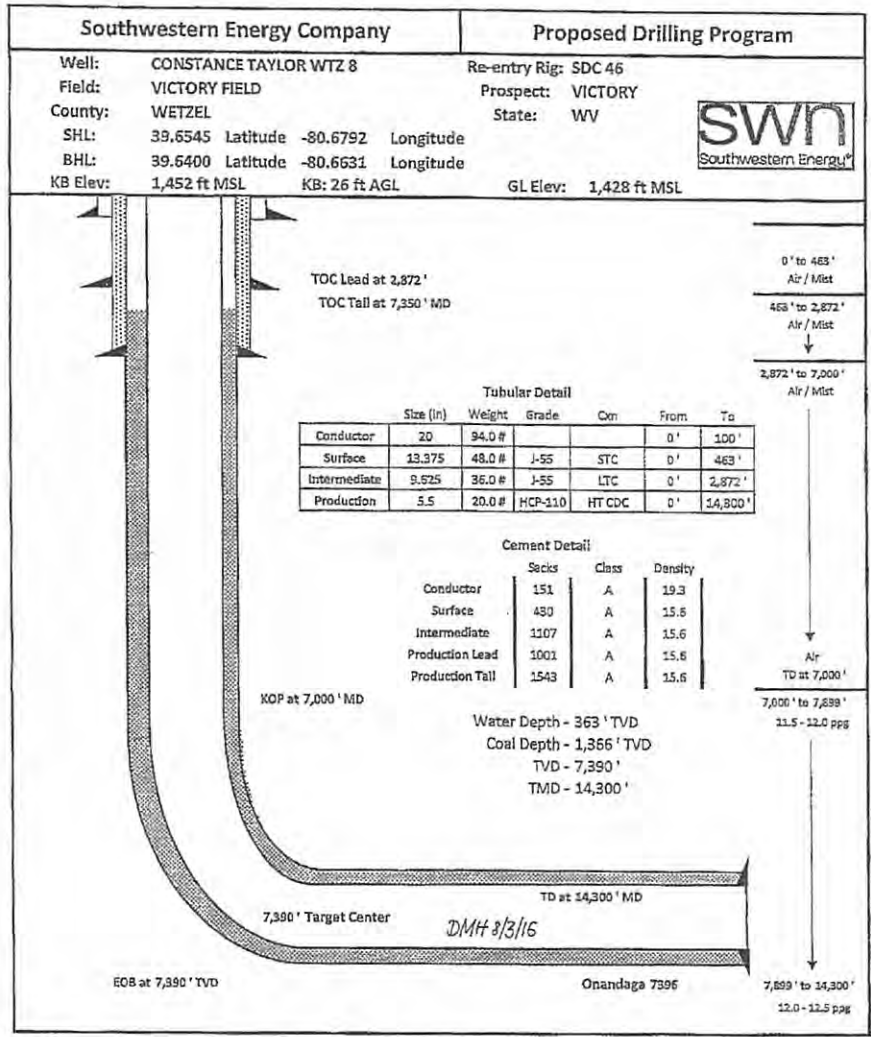 Southwestern Energy Company Proposed Drilling Program
Well: CONSTANCE TAYLOR WTZ 8 Re-entry Rig: SDC 46
Field: VICTORY FIELD Prospect: VICTORY
County: WETZEL State: WV
SHL: 39.6545 Latitude -80.6792 Longitude
BHL: 39.6400 Latitude -80.6631 Longitude
KB Elev: 1,452 ft MSL KB: 26 ft AGL GL Elev: 1,428 ft MSL
SWN
Southwestern Energy®
TOC Lead at 2,872 '
TOC Tail at 7,350 ' MD
0 ' to 463 '
Air / Mist
463 ' to 2,872 '
Air / Mist
2,872 ' to 7,000 '
Air / Mist
Tubular Detail
Size (in) Weight Grade Cxn From To
Conductor 20 94.0 # 0 ' 100 '
Surface 13.375 48.0 # J-55 STC 0 ' 463 '
Intermediate 9.625 36.0 # J-55 LTC 0 ' 2,872 '
Production 5.5 20.0 # HCP-110 HT CDC 0 ' 14,300 '
Cement Detail
Sacks Class Density
Conductor 151 A 19.3
Surface 430 A 15.6
Intermediate 1107 A 15.6
Production Lead 1001 A 15.6
Production Tail 1543 A 15.6
Air
TD at 7,000 '
7,000 ' to 7,899 '
11.5 - 12.0 ppg
KOP at 7,000 ' MD
Water Depth - 363 ' TVD
Coal Depth - 1,366 ' TVD
TVD - 7,390 '
TMD - 14,300 '
TD at 14,300 ' MD
7,390 ' Target Center
DMH 8/3/16
EOB at 7,390 ' TVD
Onandaga 7396
7,899 ' to 14,300 '
12.0 - 12.5 ppg